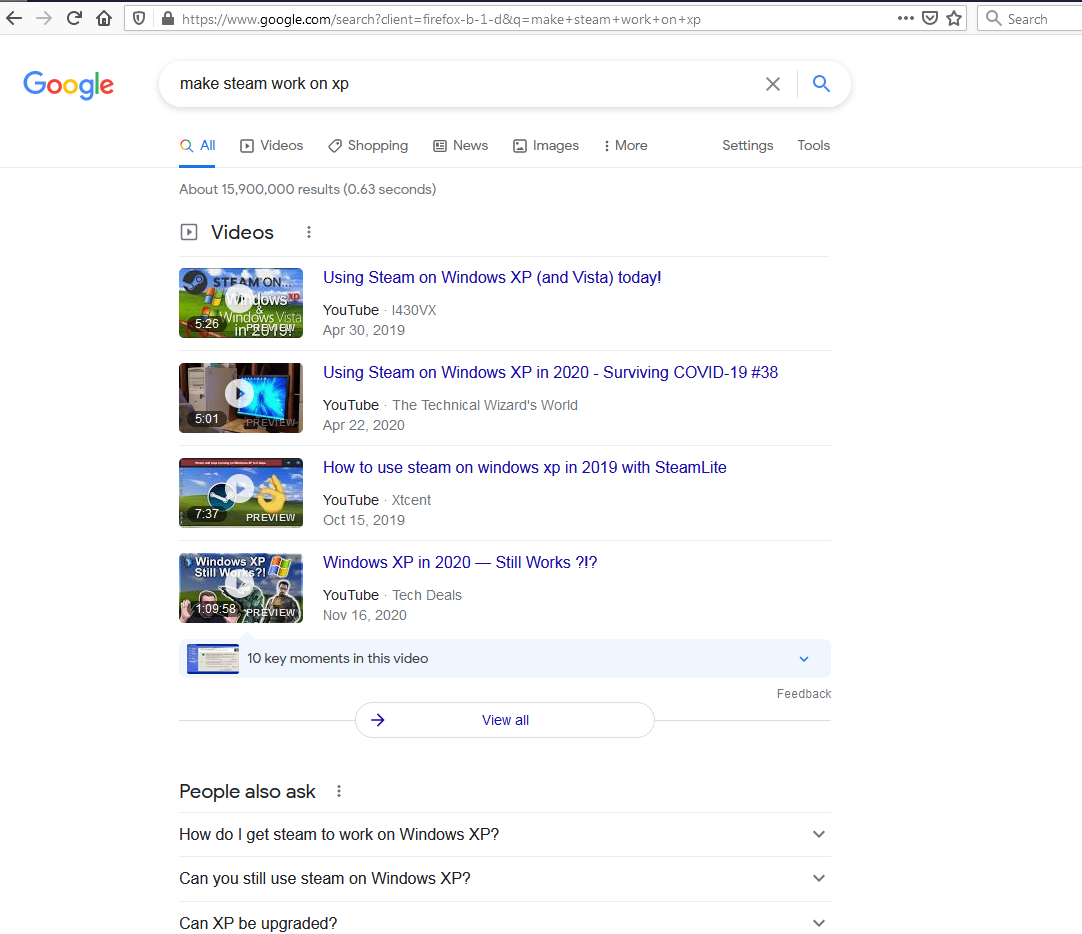 https://www.google.com/search?client=firefox-b-1-d&q=make+steam+work+on+xp
Search
Google
make steam work on xp
All
Videos
Shopping
News
Images
More
Settings
Tools
About 15,900,000 results (0.63 seconds)
Videos
STEAM ON...
Windows xp
&
Windows Vista
in 2019!
5:26
PREVIEW
Using Steam on Windows XP (and Vista) today!
YouTube · I430VX
Apr 30, 2019
5:01
PREVIEW
Using Steam on Windows XP in 2020 - Surviving COVID-19 #38
YouTube · The Technical Wizard's World
Apr 22, 2020
7:37
PREVIEW
How to use steam on windows xp in 2019 with SteamLite
YouTube · Xtcent
Oct 15, 2019
Windows XP
Still Works?!
1:09:58
PREVIEW
Windows XP in 2020 — Still Works ?!?
YouTube · Tech Deals
Nov 16, 2020
10 key moments in this video
Feedback
View all
People also ask
How do I get steam to work on Windows XP?
Can you still use steam on Windows XP?
Can XP be upgraded?